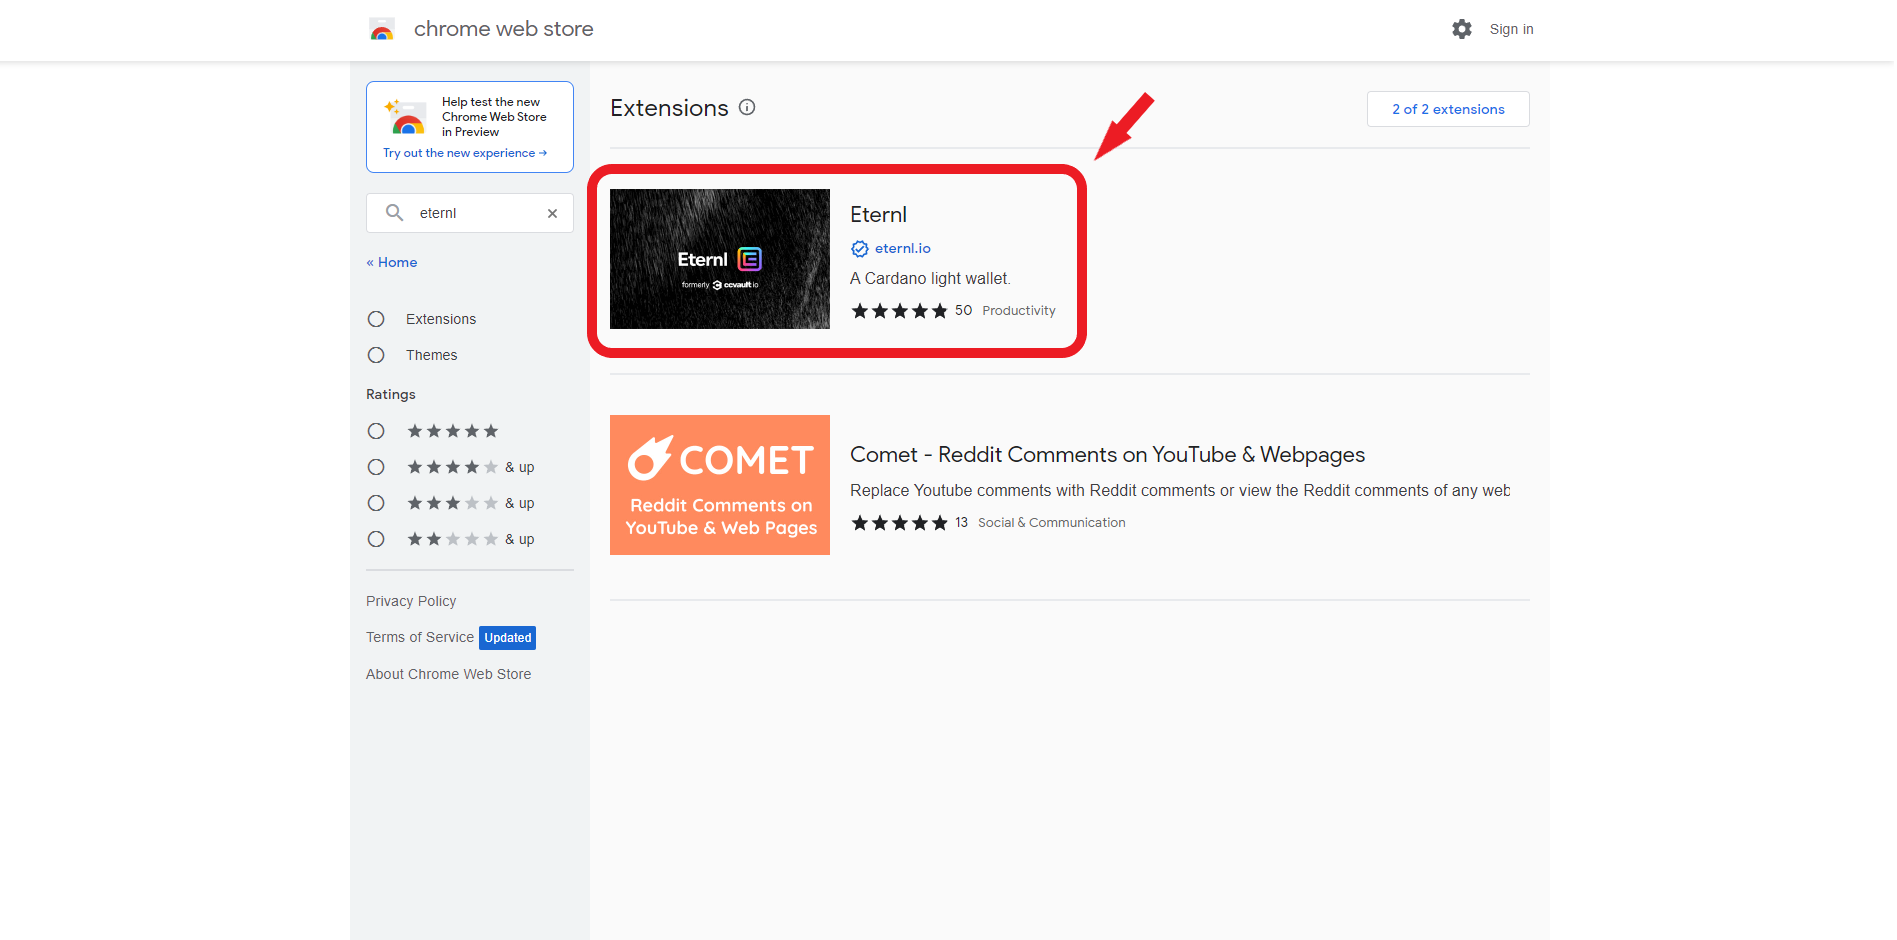 chrome web store
Sign in
Help test the new
Chrome Web Store
in Preview
Try out the new experience →
eternl
« Home
Extensions
Themes
Ratings
& up
& up
& up
Privacy Policy
Terms of Service Updated
About Chrome Web Store
Extensions
2 of 2 extensions
Eternl
formerly ccvault.io
Eternl
eternl.io
A Cardano light wallet.
50 Productivity
COMET
Reddit Comments on
YouTube & Web Pages
Comet - Reddit Comments on YouTube & Webpages
Replace Youtube comments with Reddit comments or view the Reddit comments of any web
13 Social & Communication